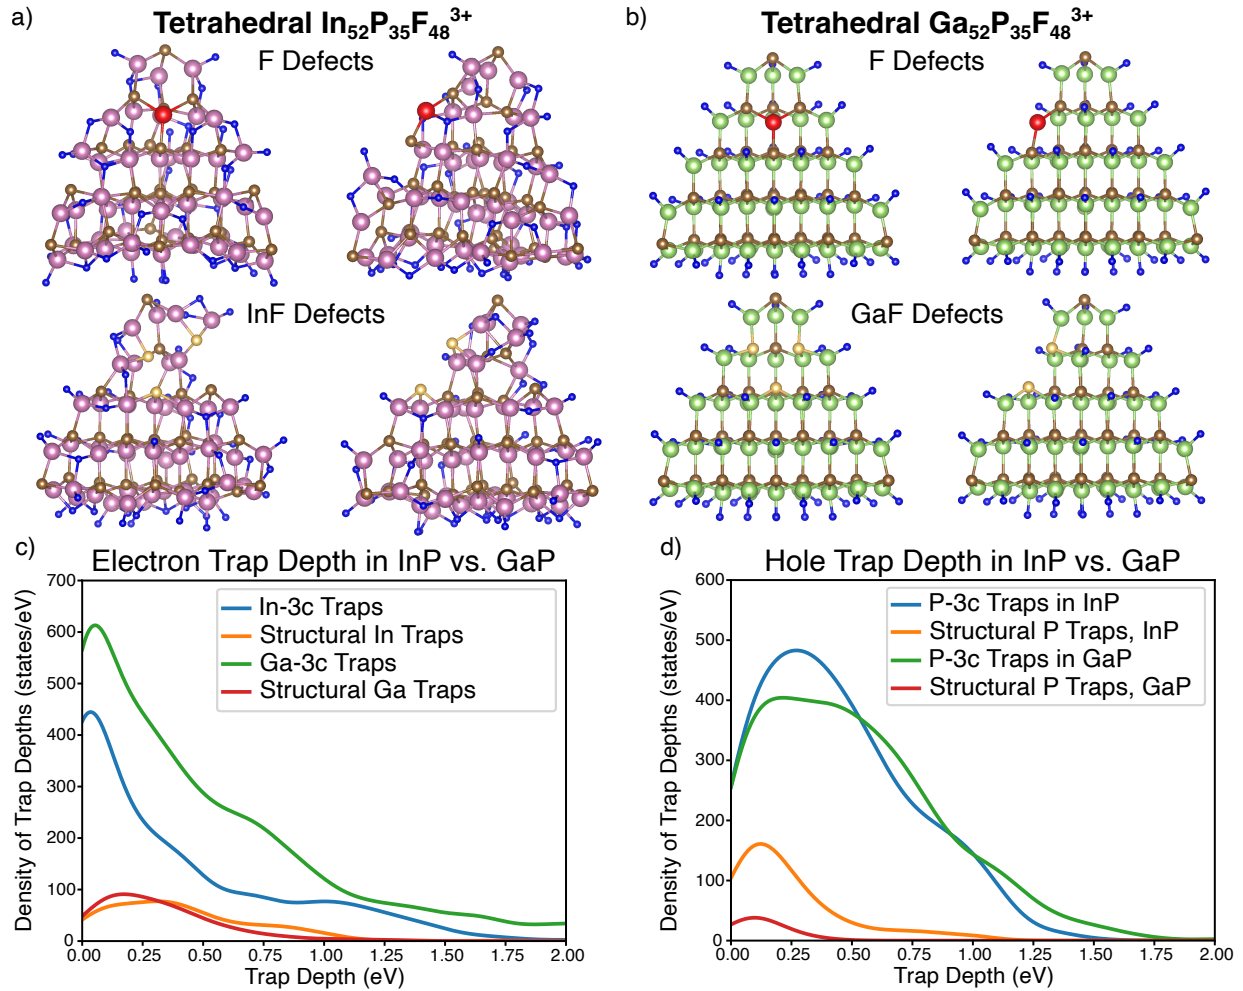 a)
Tetrahedral In₅₂P₃₅F₄₈³⁺
F Defects
InF Defects
b)
Tetrahedral Ga₅₂P₃₅F₄₈³⁺
F Defects
GaF Defects
c)
Electron Trap Depth in InP vs. GaP
Density of Trap Depths (states/eV)
700
600
500
400
300
200
100
0
In-3c Traps
Structural In Traps
Ga-3c Traps
Structural Ga Traps
0.00 0.25 0.50 0.75 1.00 1.25 1.50 1.75 2.00
Trap Depth (eV)
d)
Hole Trap Depth in InP vs. GaP
Density of Trap Depths (states/eV)
600
500
400
300
200
100
0
P-3c Traps in InP
Structural P Traps, InP
P-3c Traps in GaP
Structural P Traps, GaP
0.00 0.25 0.50 0.75 1.00 1.25 1.50 1.75 2.00
Trap Depth (eV)